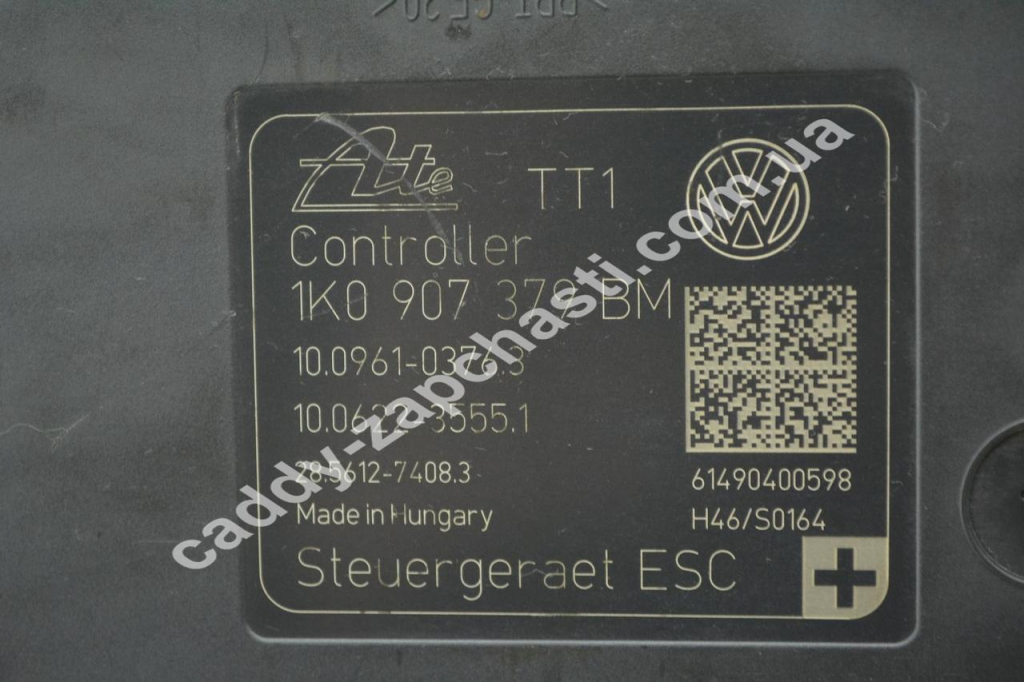 Ate TT1
Controller
1K0 907 379 BM
10.0961-0376.3
10.0622-3555.1
28.5612-7408.3
61490400598
Made in Hungary
H46/S0164
Steuergeraet ESC
caddy-zapchasti.com.ua